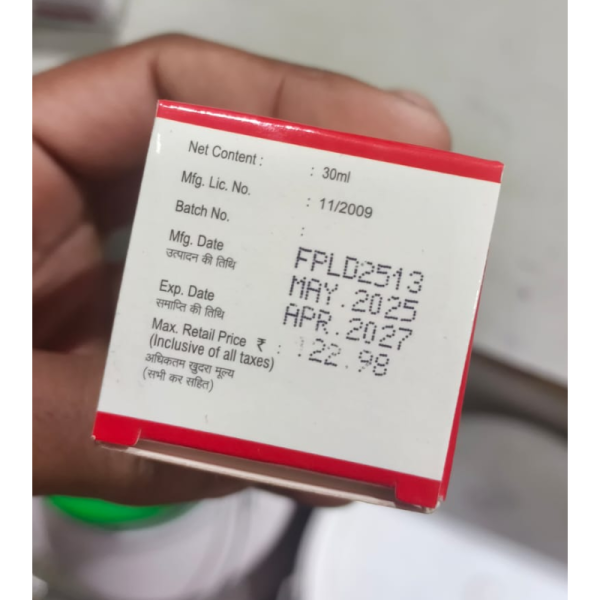 Net Content : : 30ml
Mfg. Lic. No. : 11/2009
Batch No. : FPLD2513
Mfg. Date MAY.2025
उत्पादन की तिथि
Exp. Date APR.2027
समाप्ति की तिथि
Max. Retail Price ₹ : 22.98
(Inclusive of all taxes)
अधिकतम खुदरा मूल्य
(सभी कर सहित)